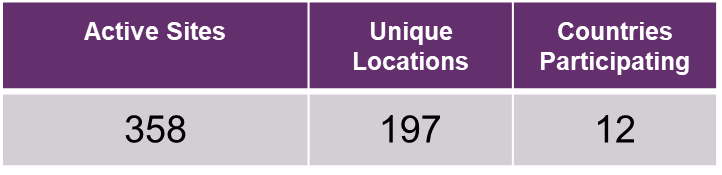 Active Sites
Unique
Locations
Countries
Participating
358
197
12